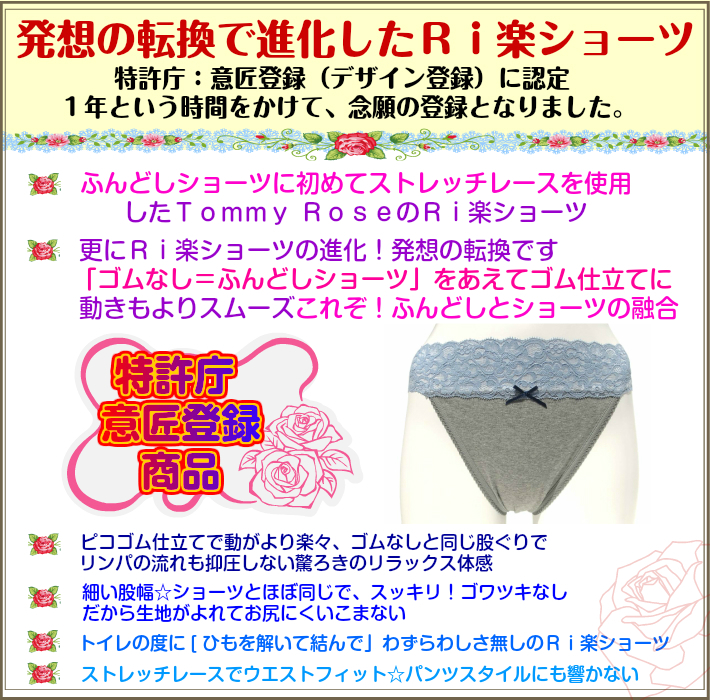 発想の転換で進化したＲｉ楽ショーツ
特許庁：意匠登録（デザイン登録）に認定
１年という時間をかけて、念願の登録となりました。
ふんどしショーツに初めてストレッチレースを使用
したＴｏｍｍｙ ＲｏｓｅのＲｉ楽ショーツ
更にＲｉ楽ショーツの進化！発想の転換です
「ゴムなし＝ふんどしショーツ」をあえてゴム仕立てに
動きもよりスムーズこれぞ！ふんどしとショーツの融合
特許庁
意匠登録
商品
ピコゴム仕立てで動がより楽々、ゴムなしと同じ股ぐりで
リンパの流れも抑圧しない驚ろきのリラックス体感
細い股幅☆ショーツとほぼ同じで、スッキリ！ゴワツキなし
だから生地がよれてお尻にくいこまない
トイレの度に [ ひもを解いて結んで」わずらわしさ無しのＲｉ楽ショーツ
ストレッチレースでウエストフィット☆パンツスタイルにも響かない